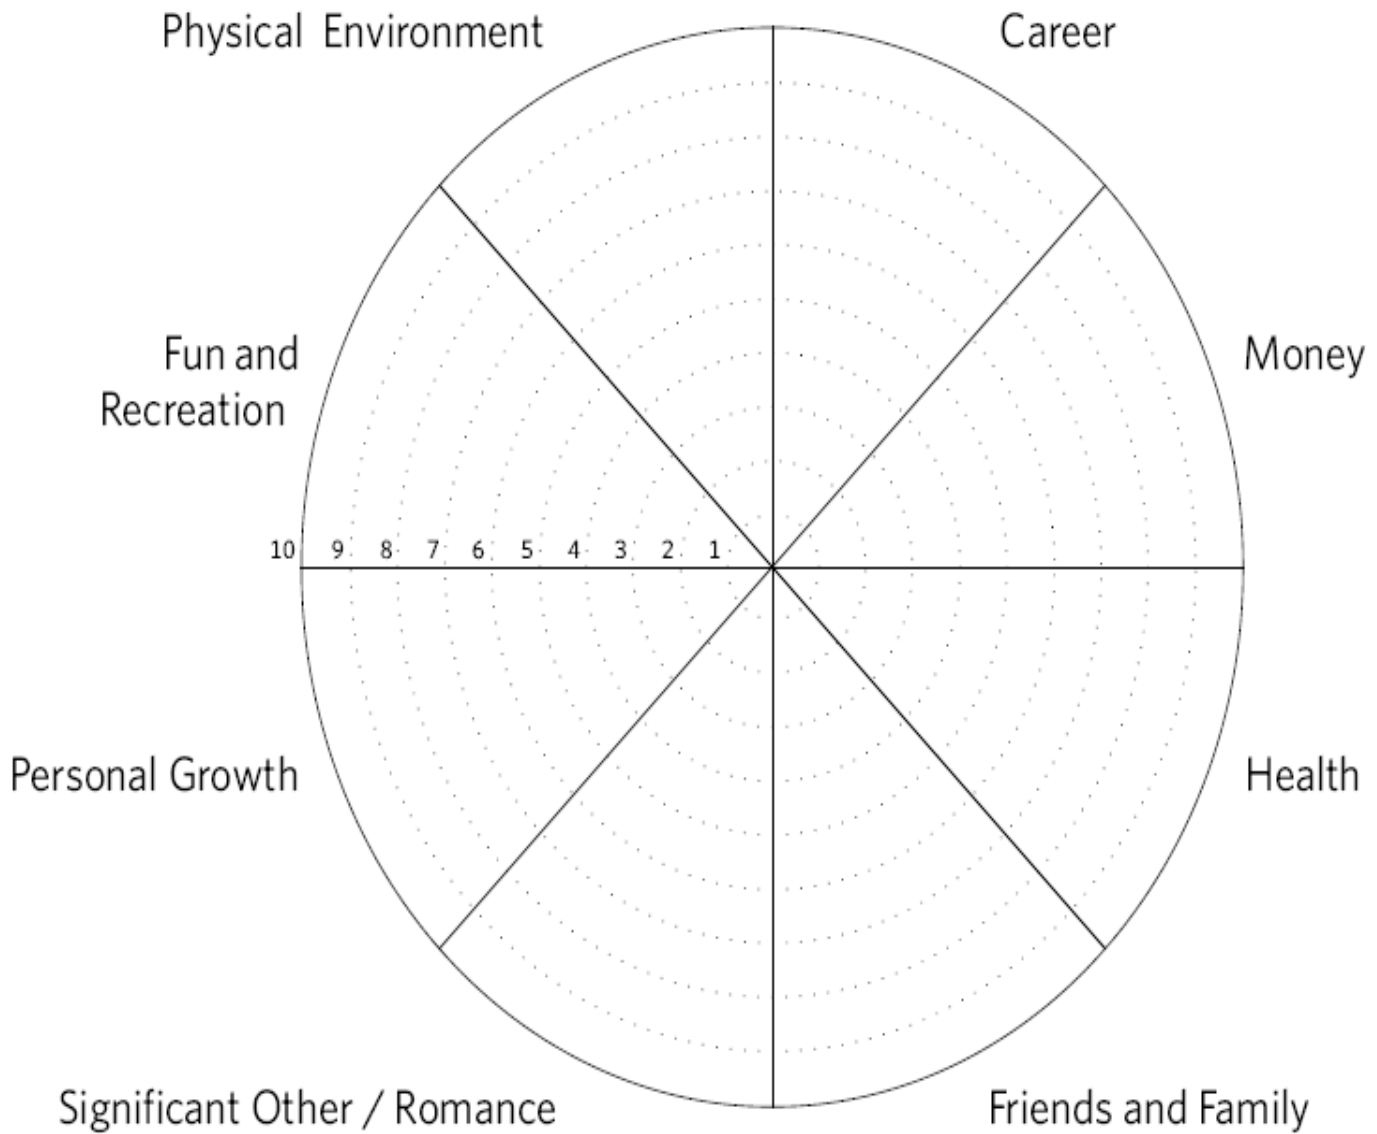 Physical Environment
Career
Fun and
Recreation
Money
10 9 8 7 6 5 4 3 2 1
Personal Growth
Health
Significant Other / Romance
Friends and Family